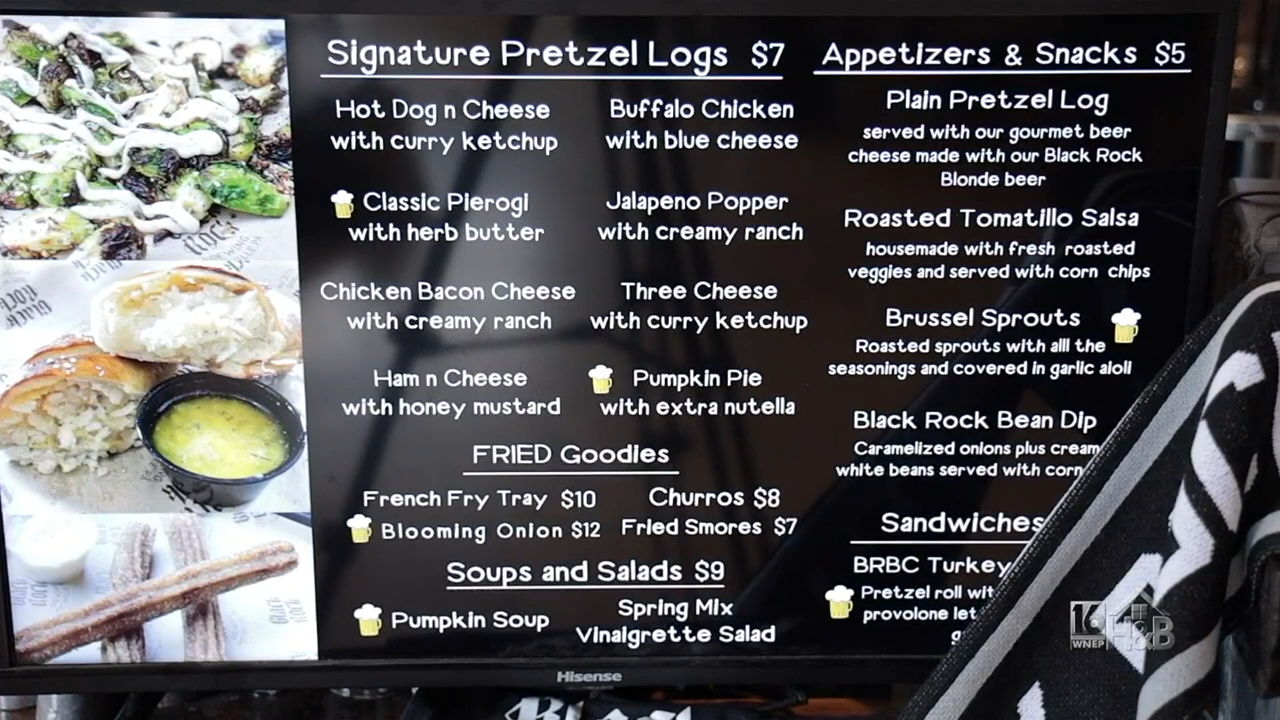 Signature Pretzel Logs $7
Hot Dog n Cheese
with curry ketchup
Buffalo Chicken
with blue cheese
Classic Pierogi
with herb butter
Jalapeno Popper
with creamy ranch
Chicken Bacon Cheese
with creamy ranch
Three Cheese
with curry ketchup
Ham n Cheese
with honey mustard
Pumpkin Pie
with extra nutella
FRIED Goodies
French Fry Tray $10
Churros $8
Blooming Onion $12
Fried Smores $7
Soups and Salads $9
Pumpkin Soup
Spring Mix
Vinaigrette Salad
Appetizers & Snacks $5
Plain Pretzel Log
served with our gourmet beer
cheese made with our Black Rock
Blonde beer
Roasted Tomatillo Salsa
housemade with fresh roasted
veggies and served with corn chips
Brussel Sprouts
Roasted sprouts with alll the
seasonings and covered in garlic aioli
Black Rock Bean Dip
Caramelized onions plus cream
white beans served with corn
Sandwiches
BRBC Turkey
Pretzel roll wit
provolone let
Hisense
16 H&B
WNEP